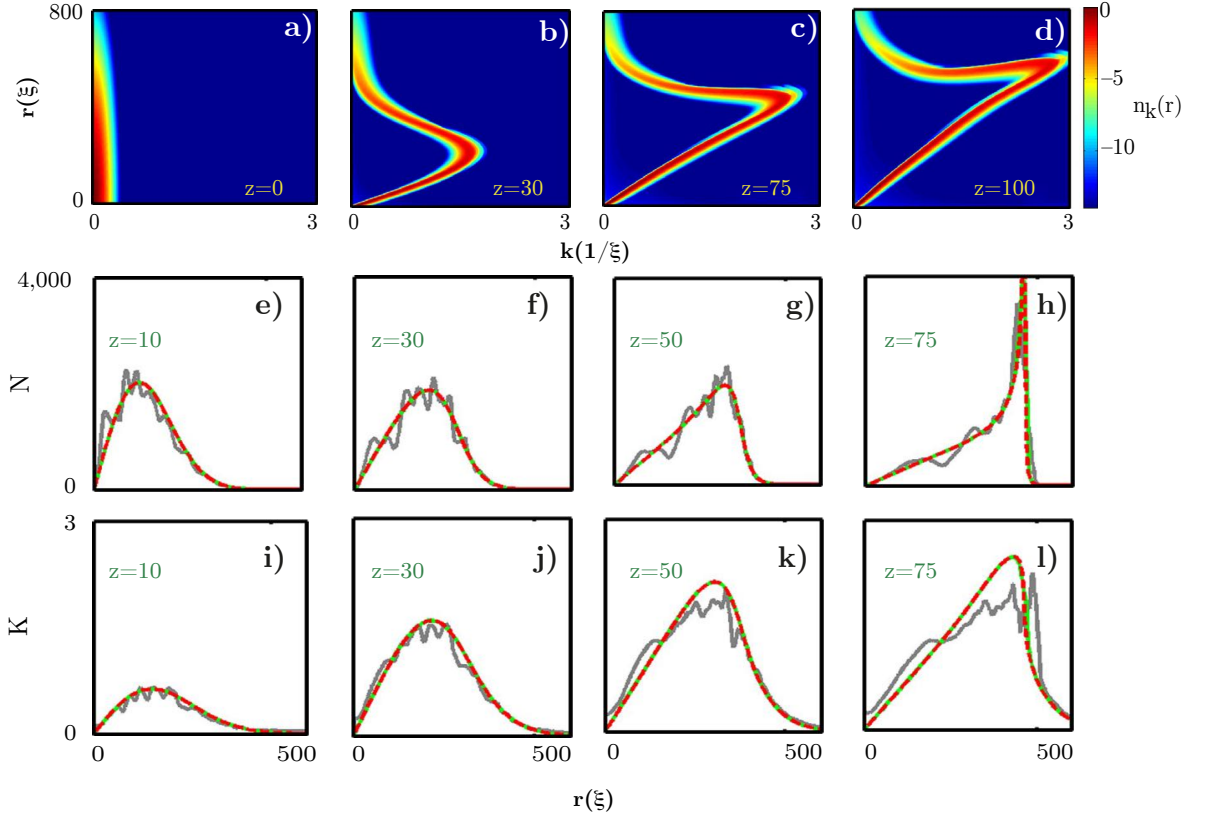 800
a)
b)
c)
d)
0
r(ξ)
−5
n_k(r)
−10
z=0
z=30
z=75
z=100
0
0 3
0 3
0 3
0 3
k(1/ξ)
4,000
e)
f)
g)
h)
z=10
z=30
z=50
z=75
N
0
3
i)
j)
k)
l)
z=10
z=30
z=50
z=75
K
0
0 500
0 500
0 500
0 500
r(ξ)